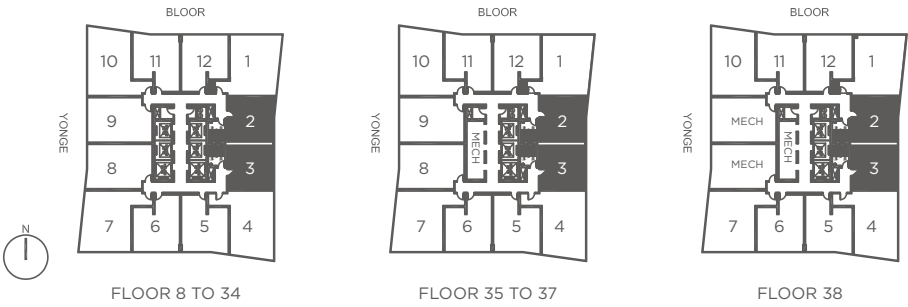 BLOOR
10 11 12 1
9 2
YONGE
8 3
7 6 5 4
N
FLOOR 8 TO 34
BLOOR
10 11 12 1
9 2
YONGE
MECH
8 3
7 6 5 4
FLOOR 35 TO 37
BLOOR
10 11 12 1
MECH 2
YONGE
MECH
MECH 3
7 6 5 4
FLOOR 38